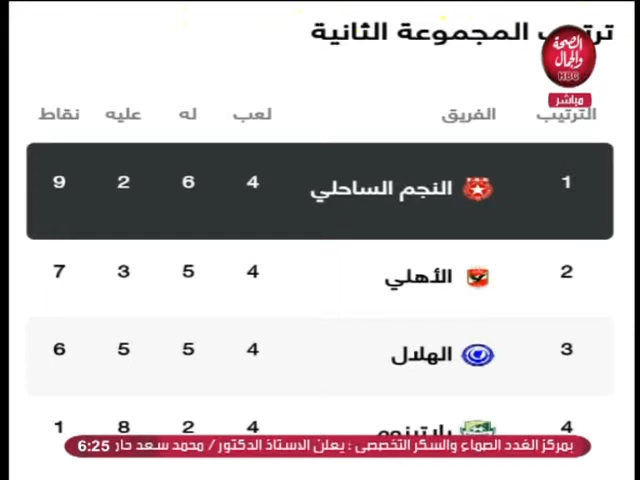 ترتيب المجموعة الثانية
الصحة
والجمال
HBC
مباشر
الترتيب الفريق لعب له عليه نقاط
1 النجم الساحلي 4 6 2 9
2 الأهلي 4 5 3 7
3 الهلال 4 5 5 6
4 بلاتينوم 4 2 8 1
بمركز الغدد الصماء والسكر التخصصى : يعلن الاستاذ الدكتور / محمد سعد حار 6:25